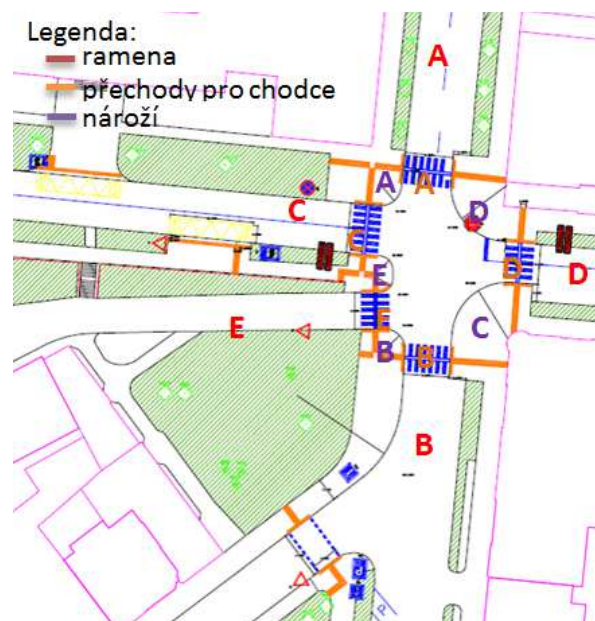 Legenda:
ramena
přechody pro chodce
nároží
A
A
A
D
C
C
D
D
E
E
E
C
B
B
B
P